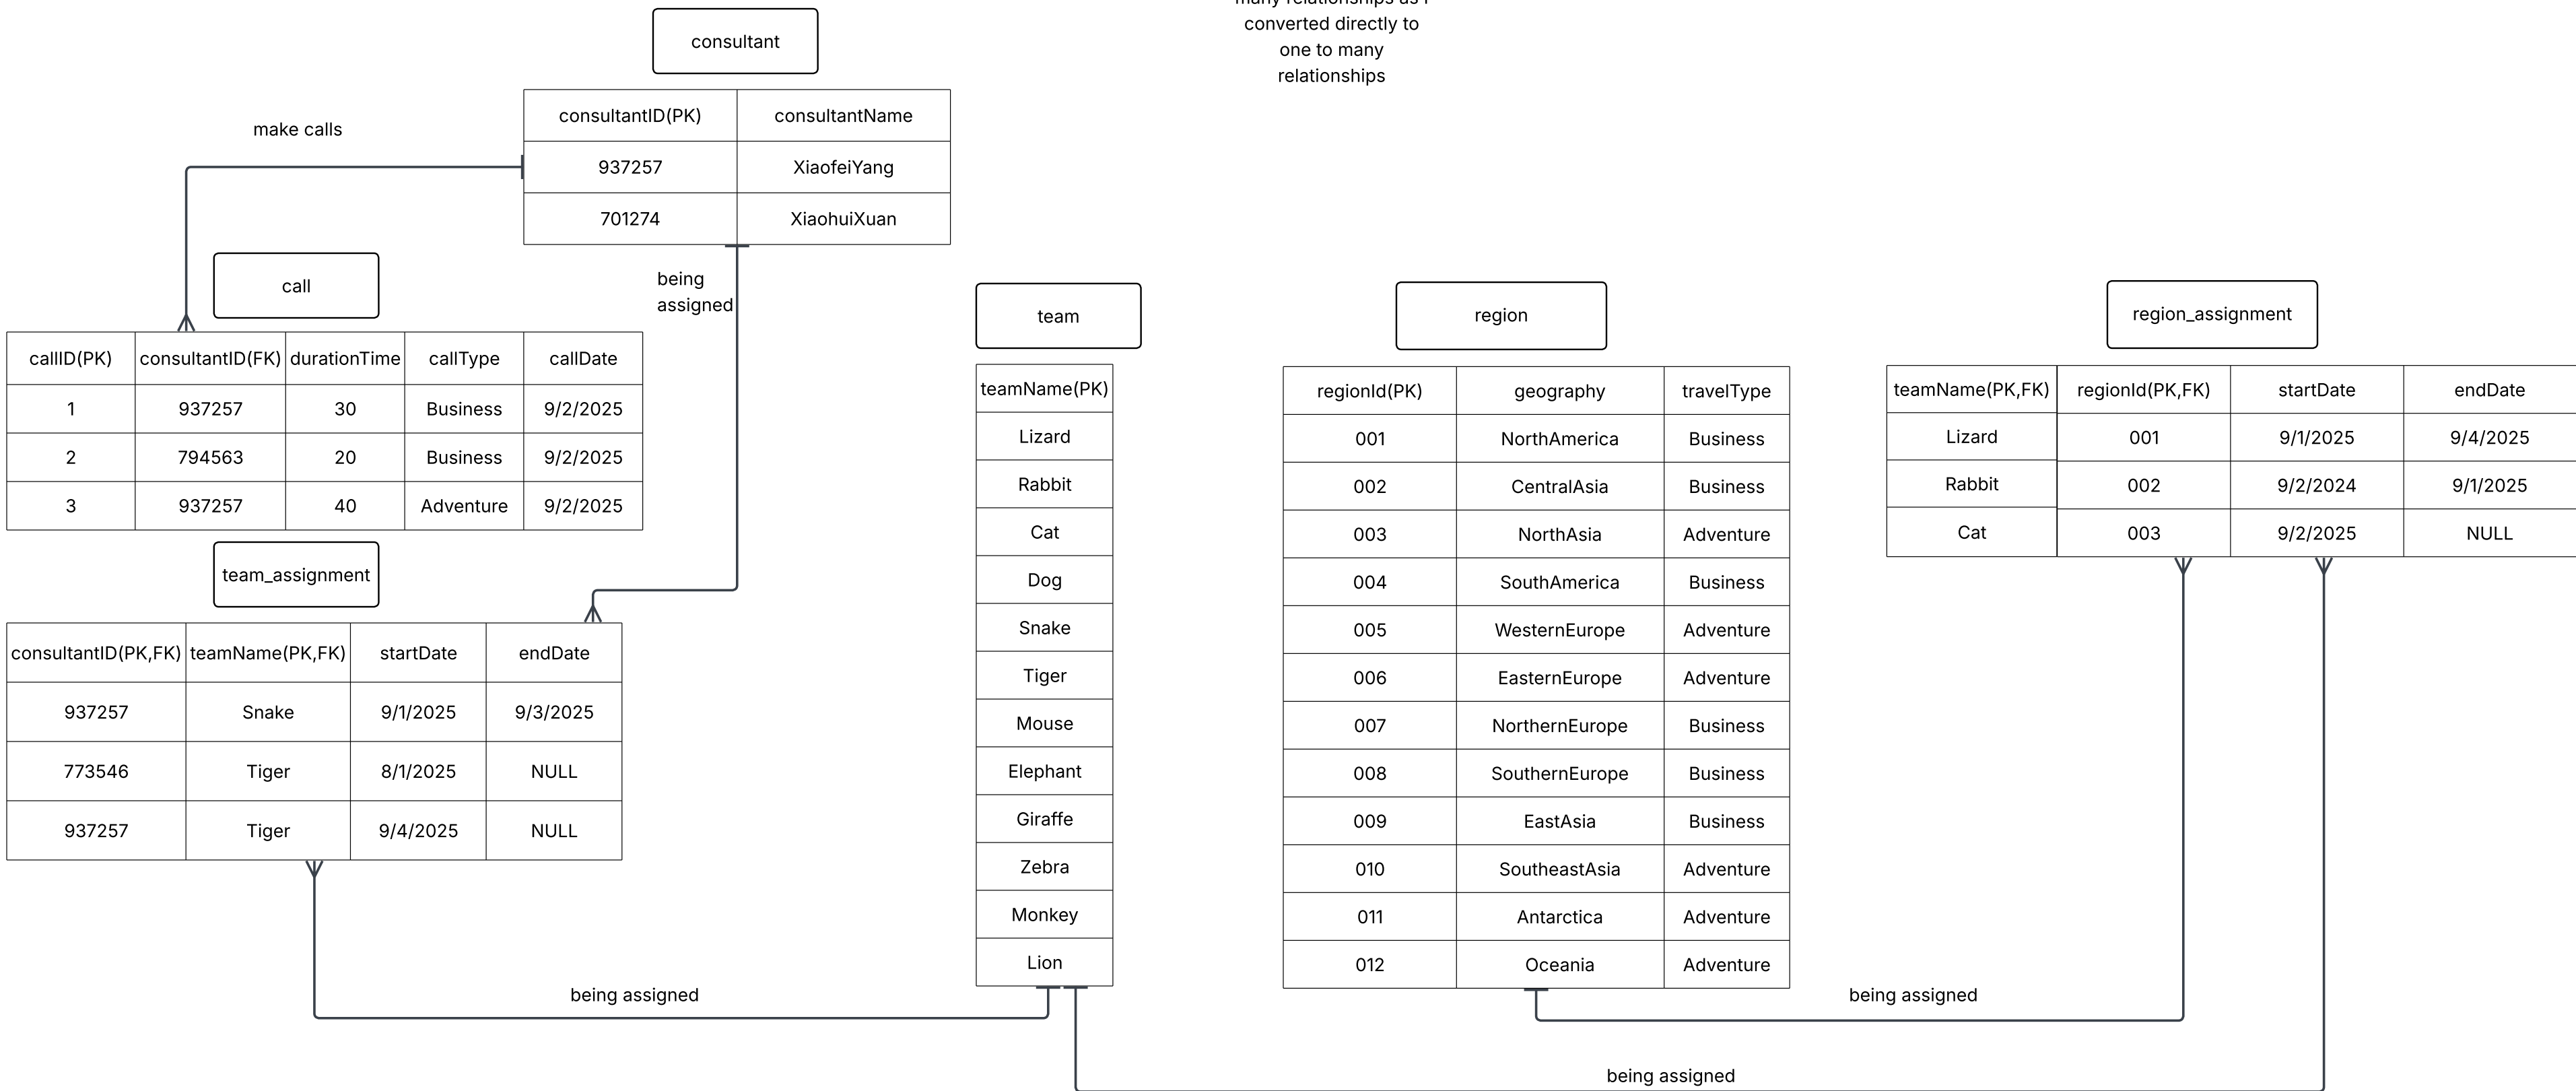 many relationships as I
converted directly to
one to many
relationships
consultant
consultantID(PK) consultantName
937257 XiaofeiYang
701274 XiaohuiXuan
make calls
being
assigned
call
callID(PK) consultantID(FK) durationTime callType callDate
1 937257 30 Business 9/2/2025
2 794563 20 Business 9/2/2025
3 937257 40 Adventure 9/2/2025
team_assignment
consultantID(PK,FK) teamName(PK,FK) startDate endDate
937257 Snake 9/1/2025 9/3/2025
773546 Tiger 8/1/2025 NULL
937257 Tiger 9/4/2025 NULL
being assigned
team
teamName(PK)
Lizard
Rabbit
Cat
Dog
Snake
Tiger
Mouse
Elephant
Giraffe
Zebra
Monkey
Lion
region
regionId(PK) geography travelType
001 NorthAmerica Business
002 CentralAsia Business
003 NorthAsia Adventure
004 SouthAmerica Business
005 WesternEurope Adventure
006 EasternEurope Adventure
007 NorthernEurope Business
008 SouthernEurope Business
009 EastAsia Business
010 SoutheastAsia Adventure
011 Antarctica Adventure
012 Oceania Adventure
region_assignment
teamName(PK,FK) regionId(PK,FK) startDate endDate
Lizard 001 9/1/2025 9/4/2025
Rabbit 002 9/2/2024 9/1/2025
Cat 003 9/2/2025 NULL
being assigned
being assigned